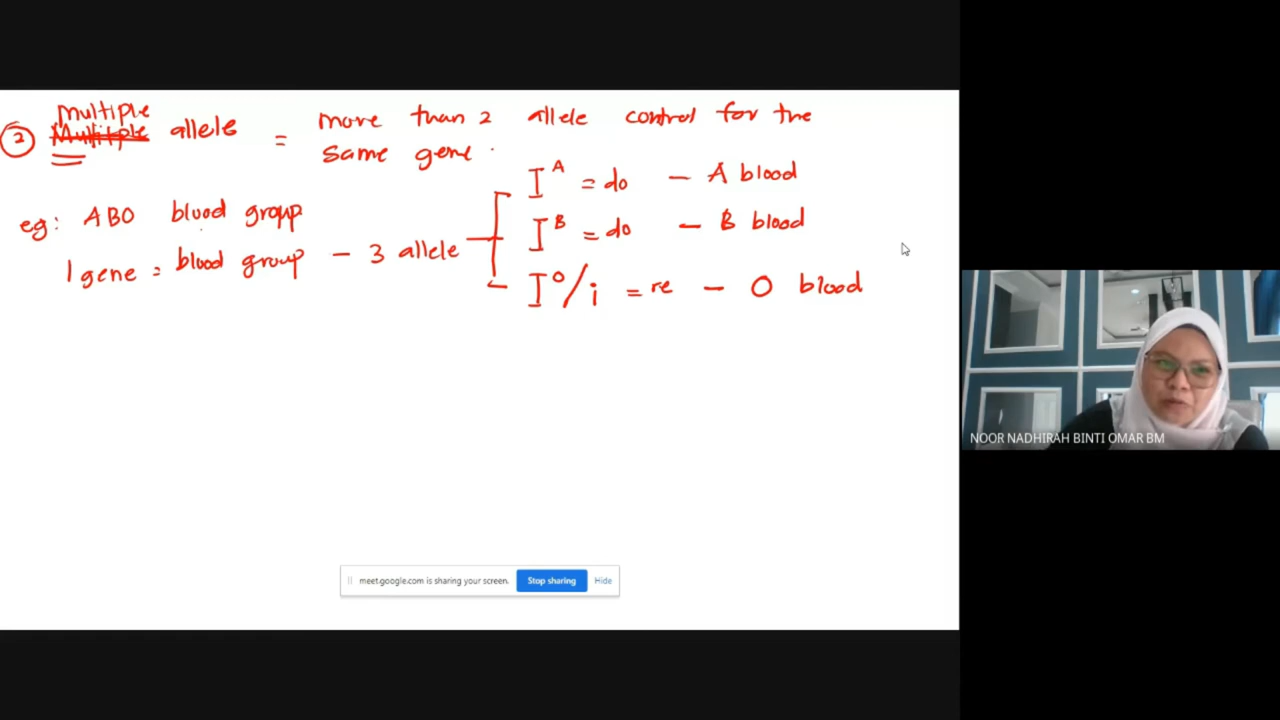 multiple
② Mulitiple allele = more than 2 allele control for the
same gene.
eg: ABO blood group
1 gene = blood group - 3 allele
I^A = do - A blood
I^B = do - B blood
I^O/i = re - O blood
meet.google.com is sharing your screen. Stop sharing Hide
NOOR NADHIRAH BINTI OMAR BM